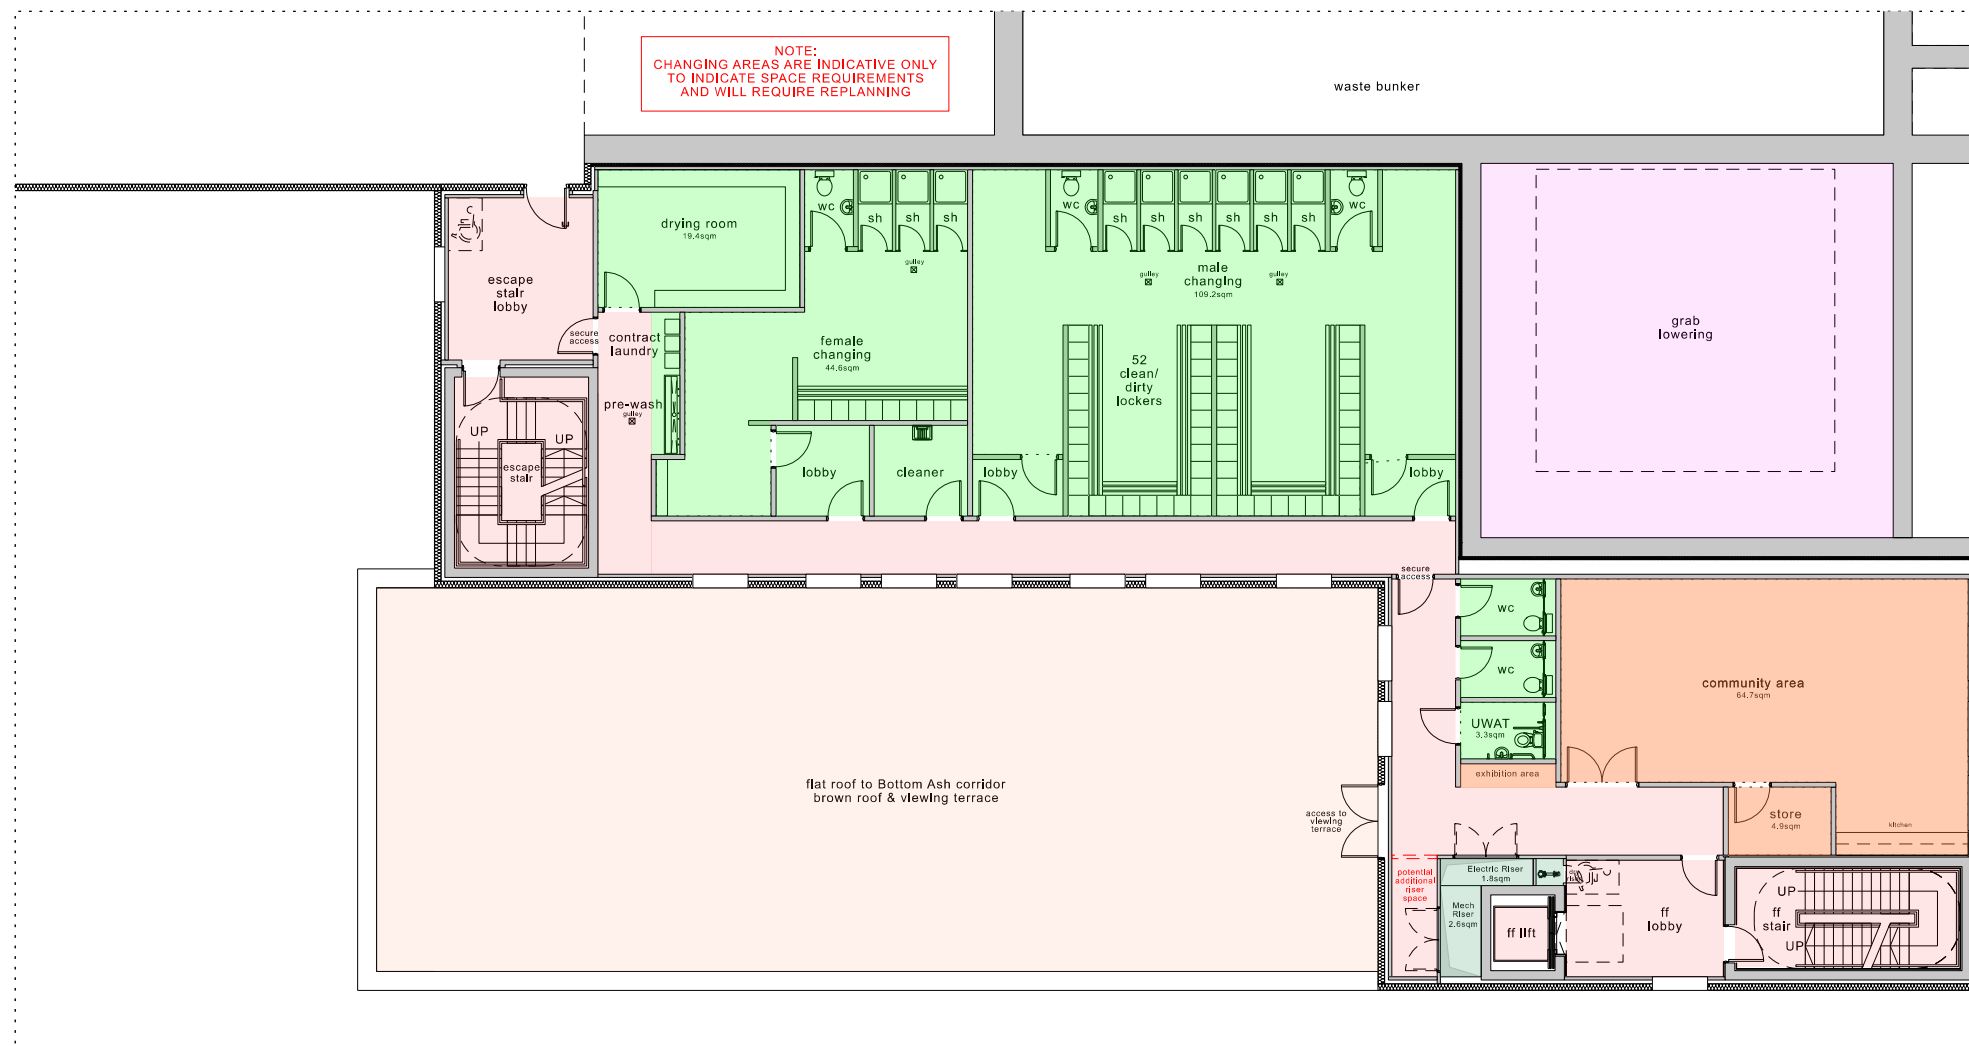 NOTE:
CHANGING AREAS ARE INDICATIVE ONLY
TO INDICATE SPACE REQUIREMENTS
AND WILL REQUIRE REPLANNING
waste bunker
drying room
19.4sqm
wc
sh
sh
sh
gulley
wc
sh
sh
sh
sh
sh
sh
wc
gulley
male
changing
109.2sqm
gulley
escape
stair
lobby
secure
access
contract
laundry
female
changing
44.6sqm
52
clean/
dirty
lockers
grab
lowering
pre-wash
gulley
UP
UP
escape
stair
lobby
cleaner
lobby
lobby
secure
access
wc
wc
UWAT
3.3sqm
exhibition area
community area
64.7sqm
flat roof to Bottom Ash corridor
brown roof & viewing terrace
access to
viewing
terrace
store
4.9sqm
kitchen
potential
additional
riser
space
Electric Riser
1.8sqm
Mech
Riser
2.6sqm
ff lift
ff
lobby
UP
ff
stair
UP